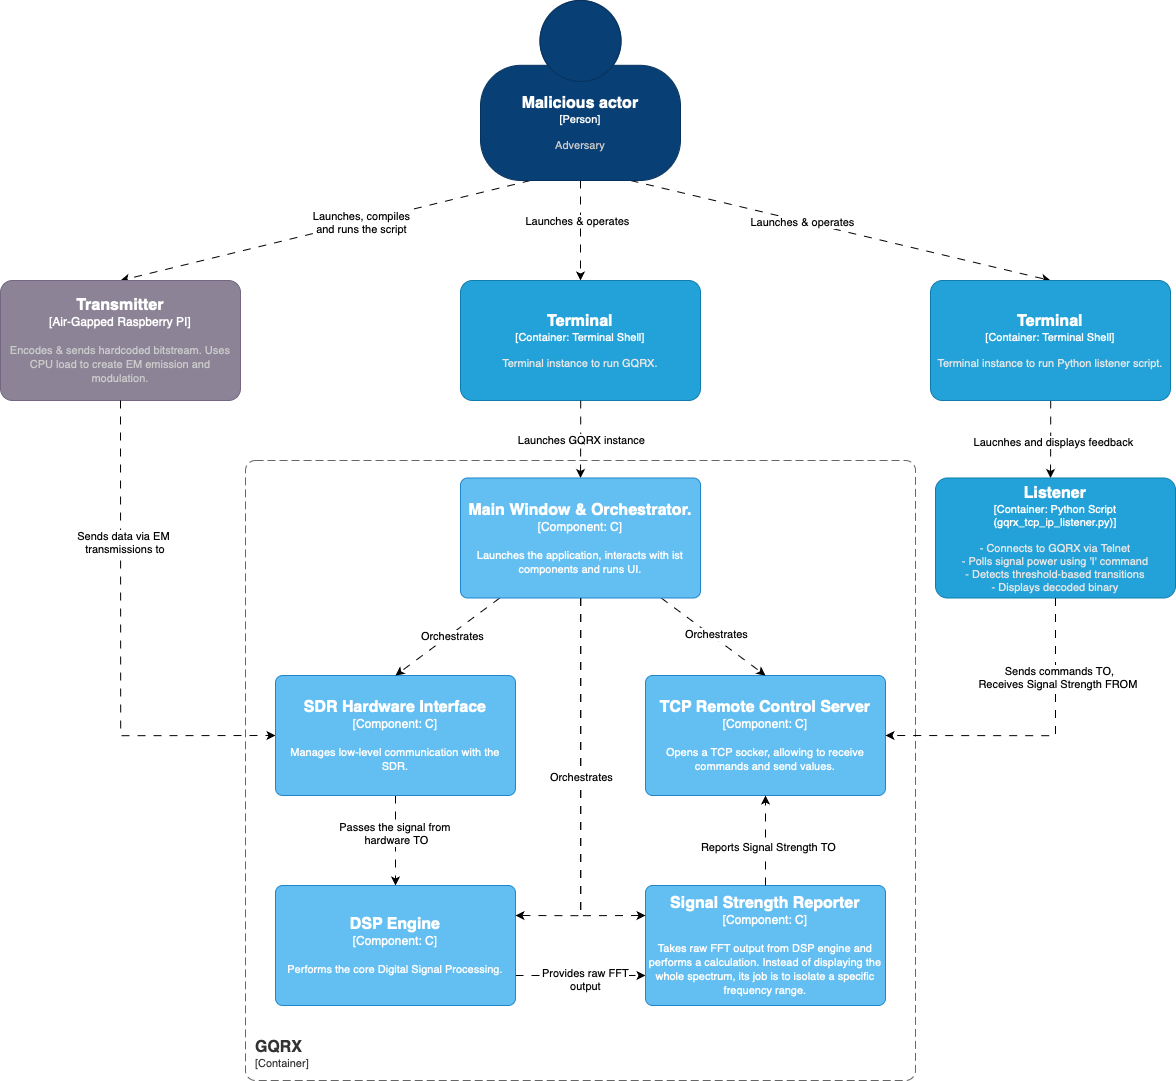 Malicious actor
[Person]
Adversary
Launches, compiles
and runs the script
Launches & operates
Launches & operates
Transmitter
[Air-Gapped Raspberry PI]
Encodes & sends hardcoded bitstream. Uses
CPU load to create EM emission and
modulation.
Terminal
[Container: Terminal Shell]
Terminal instance to run GQRX.
Terminal
[Container: Terminal Shell]
Terminal instance to run Python listener script.
Launches GQRX instance
Laucnhes and displays feedback
Main Window & Orchestrator.
[Component: C]
Launches the application, interacts with ist
components and runs UI.
Listener
[Container: Python Script
(gqrx_tcp_ip_listener.py)]
- Connects to GQRX via Telnet
- Polls signal power using 'l' command
- Detects threshold-based transitions
- Displays decoded binary
Sends data via EM
transmissions to
Orchestrates
Orchestrates
Sends commands TO,
Receives Signal Strength FROM
SDR Hardware Interface
[Component: C]
Manages low-level communication with the
SDR.
TCP Remote Control Server
[Component: C]
Opens a TCP socker, allowing to receive
commands and send values.
Orchestrates
Passes the signal from
hardware TO
Reports Signal Strength TO
DSP Engine
[Component: C]
Performs the core Digital Signal Processing.
Provides raw FFT
output
Signal Strength Reporter
[Component: C]
Takes raw FFT output from DSP engine and
performs a calculation. Instead of displaying the
whole spectrum, its job is to isolate a specific
frequency range.
GQRX
[Container]